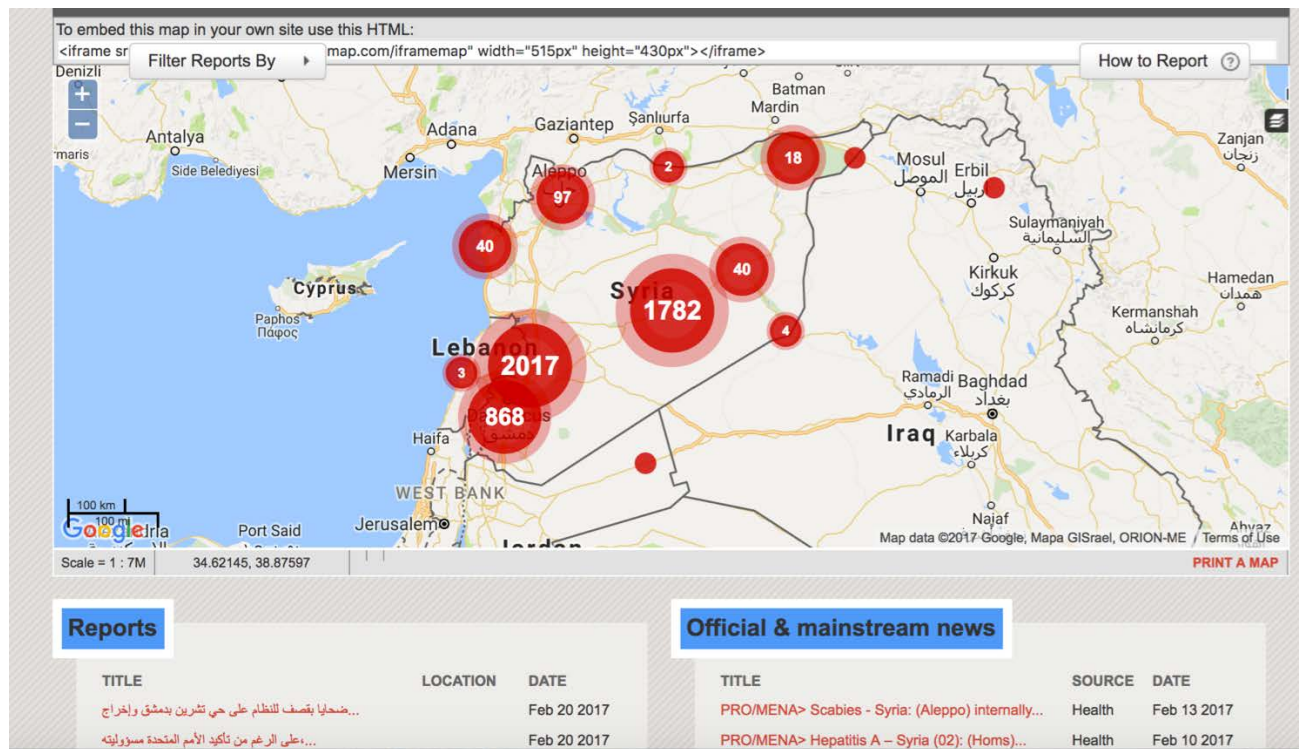 To embed this map in your own site use this HTML:
<iframe sr
map.com/iframemap" width="515px" height="430px"></iframe>
Filter Reports By
How to Report ?
Denizli
+
−
Antalya
Side Belediyesi
Adana
Mersin
Gaziantep
Şanlıurfa
Batman
Mardin
Zanjan
زنجان
Aleppo
97
2
18
Mosul
الموصل
Erbil
أربيل
40
Sulaymaniyah
السليمانية
Cyprus
Paphos
Πάφος
Syria
1782
40
Kirkuk
كركوك
Hamedan
همدان
Kermanshah
كرمانشاه
4
Lebanon
2017
3
868
دمشق
Ramadi
الرمادي
Baghdad
بغداد
Haifa
Iraq
Karbala
كربلاء
WEST BANK
100 km
100 mi
Google
Port Said
Jerusalem
Jordan
Najaf
Ahvaz
Map data ©2017 Google, Mapa GISrael, ORION-ME
Terms of Use
Scale = 1 : 7M
34.62145, 38.87597
PRINT A MAP
Reports
TITLE LOCATION DATE
ضحايا بقصف للنظام على حي تشرين بدمشق وإخراج... Feb 20 2017
على الرغم من تأكيد الأمم المتحدة مسؤوليته،... Feb 20 2017
Official & mainstream news
TITLE SOURCE DATE
PRO/MENA> Scabies - Syria: (Aleppo) internally... Health Feb 13 2017
PRO/MENA> Hepatitis A – Syria (02): (Homs)... Health Feb 10 2017